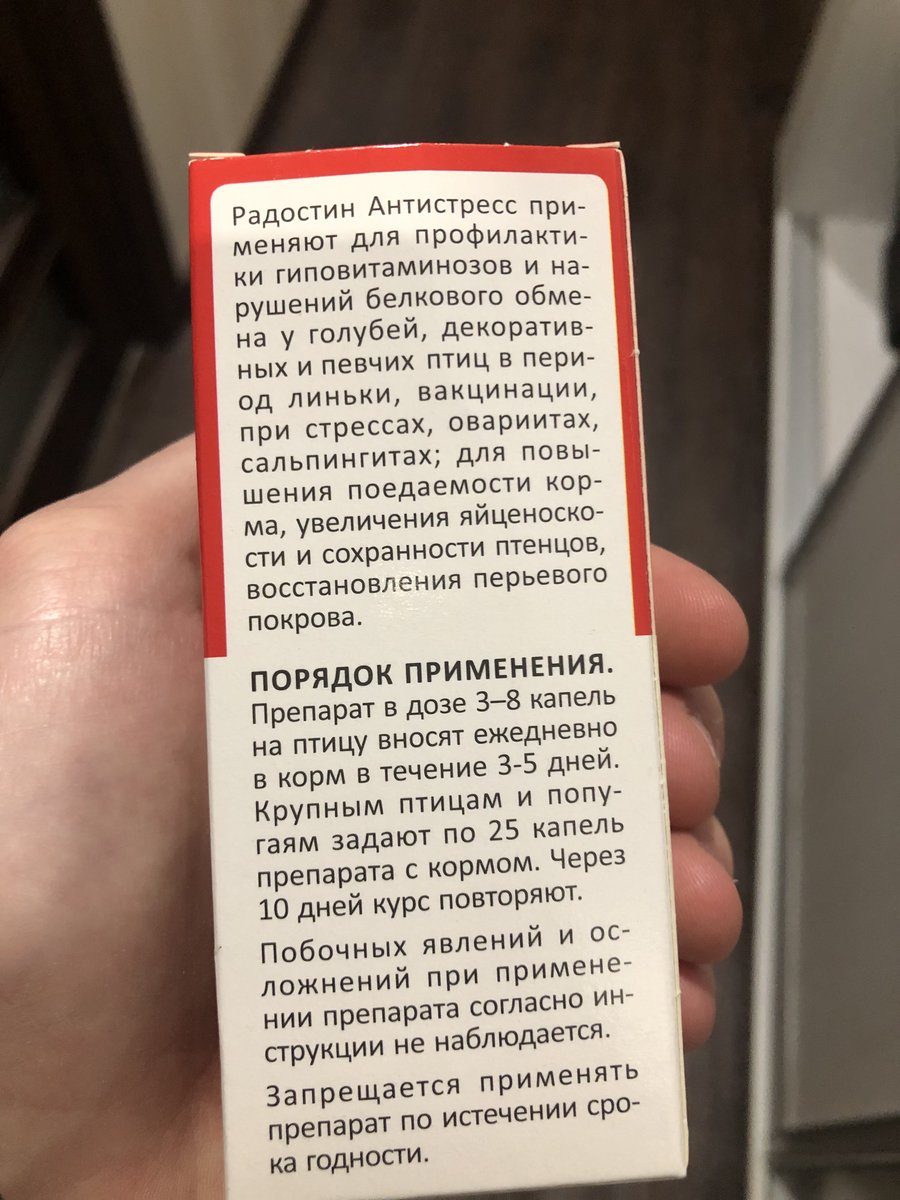 Радостин Антистресс при-
меняют для профилакти-
ки гиповитаминозов и на-
рушений белкового обме-
на у голубей, декоратив-
ных и певчих птиц в пери-
од линьки, вакцинации,
при стрессах, овариитах,
сальпингитах; для повы-
шения поедаемости кор-
ма, увеличения яйценоско-
сти и сохранности птенцов,
восстановления перьевого
покрова.
ПОРЯДОК ПРИМЕНЕНИЯ.
Препарат в дозе 3–8 капель
на птицу вносят ежедневно
в корм в течение 3-5 дней.
Крупным птицам и попу-
гаям задают по 25 капель
препарата с кормом. Через
10 дней курс повторяют.
Побочных явлений и ос-
ложнений при примене-
нии препарата согласно ин-
струкции не наблюдается.
Запрещается применять
препарат по истечении сро-
ка годности.